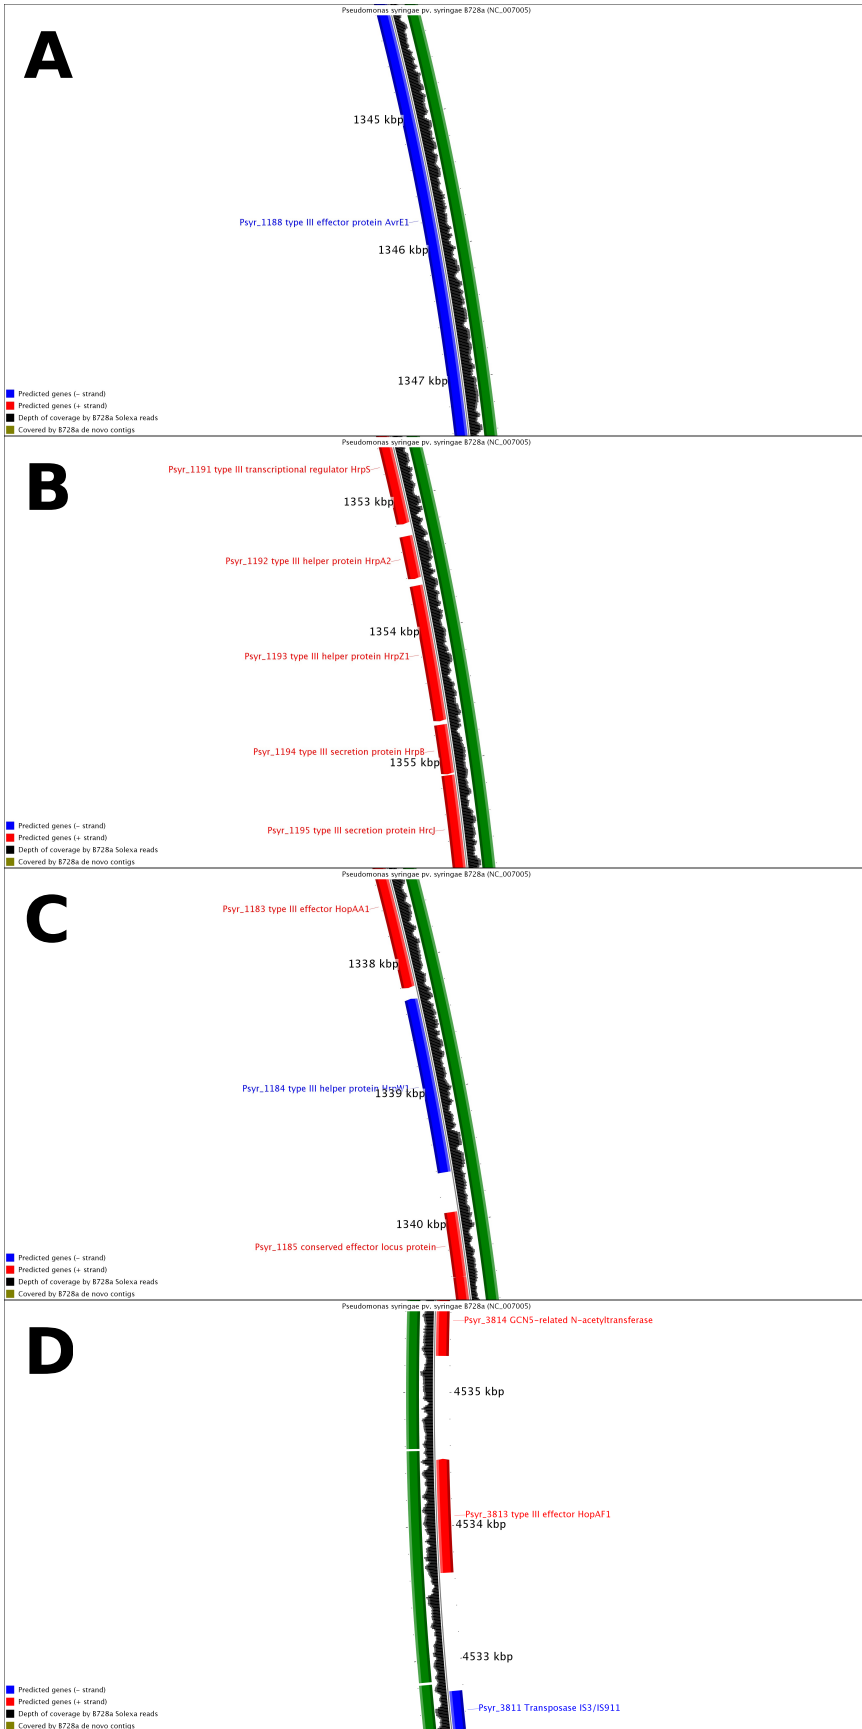 Pseudomonas syringae pv. syringae B728a (NC_007005)
A
1345 kbp
Psyr_1188 type III effector protein AvrE1
1346 kbp
1347 kbp
Predicted genes (- strand)
Predicted genes (+ strand)
Depth of coverage by B728a Solexa reads
Covered by B728a de novo contigs
Pseudomonas syringae pv. syringae B728a (NC_007005)
B
Psyr_1191 type III transcriptional regulator HrpS
1353 kbp
Psyr_1192 type III helper protein HrpA2
1354 kbp
Psyr_1193 type III helper protein HrpZ1
Psyr_1194 type III secretion protein HrpB
1355 kbp
Psyr_1195 type III secretion protein HrcJ
Predicted genes (- strand)
Predicted genes (+ strand)
Depth of coverage by B728a Solexa reads
Covered by B728a de novo contigs
Pseudomonas syringae pv. syringae B728a (NC_007005)
C
Psyr_1183 type III effector HopAA1
1338 kbp
Psyr_1184 type III helper protein HrpW1
1339 kbp
1340 kbp
Psyr_1185 conserved effector locus protein
Predicted genes (- strand)
Predicted genes (+ strand)
Depth of coverage by B728a Solexa reads
Covered by B728a de novo contigs
Pseudomonas syringae pv. syringae B728a (NC_007005)
D
Psyr_3814 GCN5-related N-acetyltransferase
4535 kbp
Psyr_3813 type III effector HopAF1
4534 kbp
4533 kbp
Predicted genes (- strand)
Predicted genes (+ strand)
Psyr_3811 Transposase IS3/IS911
Depth of coverage by B728a Solexa reads
Covered by B728a de novo contigs